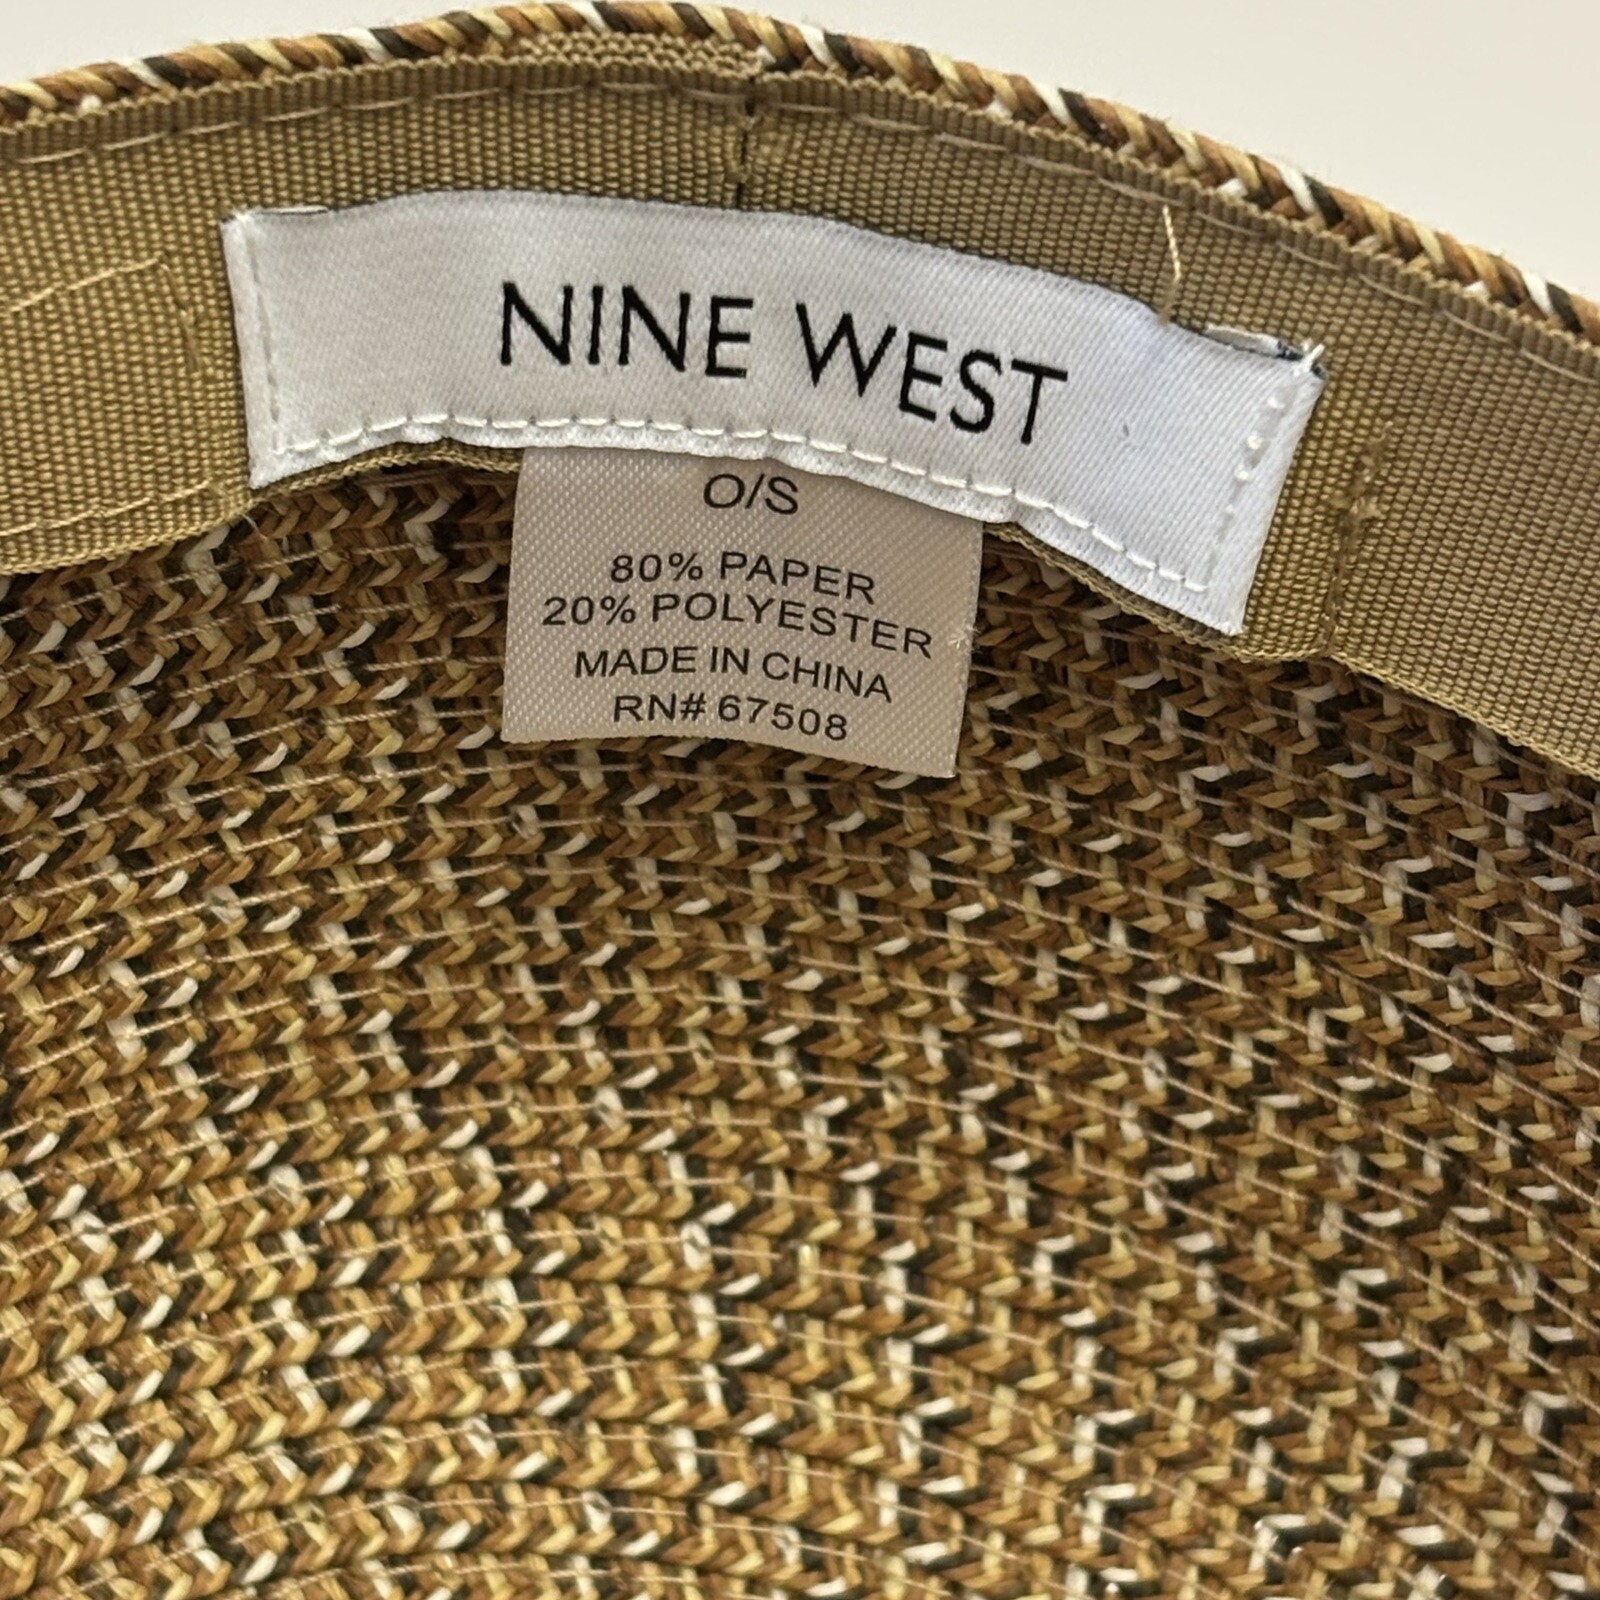 NINE WEST
O/S
80% PAPER
20% POLYESTER
MADE IN CHINA
RN# 67508